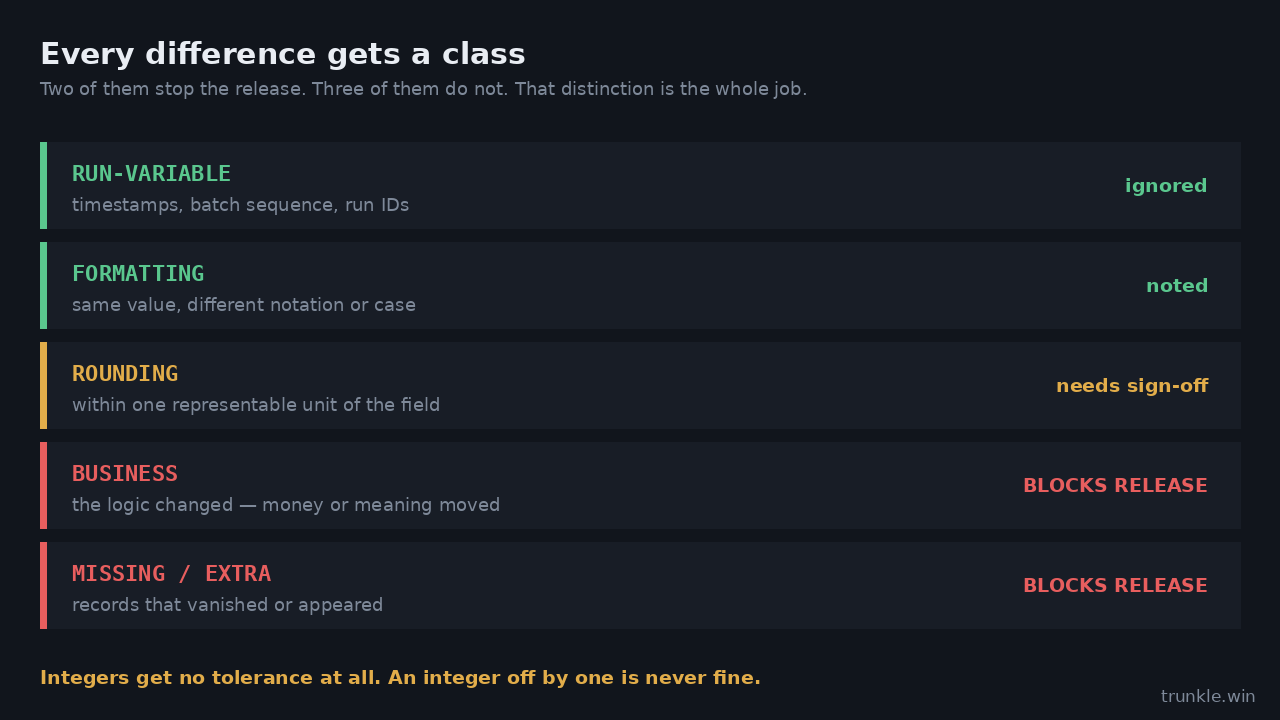 Every difference gets a class
Two of them stop the release. Three of them do not. That distinction is the whole job.
RUN-VARIABLE
timestamps, batch sequence, run IDs
ignored
FORMATTING
same value, different notation or case
noted
ROUNDING
within one representable unit of the field
needs sign-off
BUSINESS
the logic changed — money or meaning moved
BLOCKS RELEASE
MISSING / EXTRA
records that vanished or appeared
BLOCKS RELEASE
Integers get no tolerance at all. An integer off by one is never fine.
trunkle.win